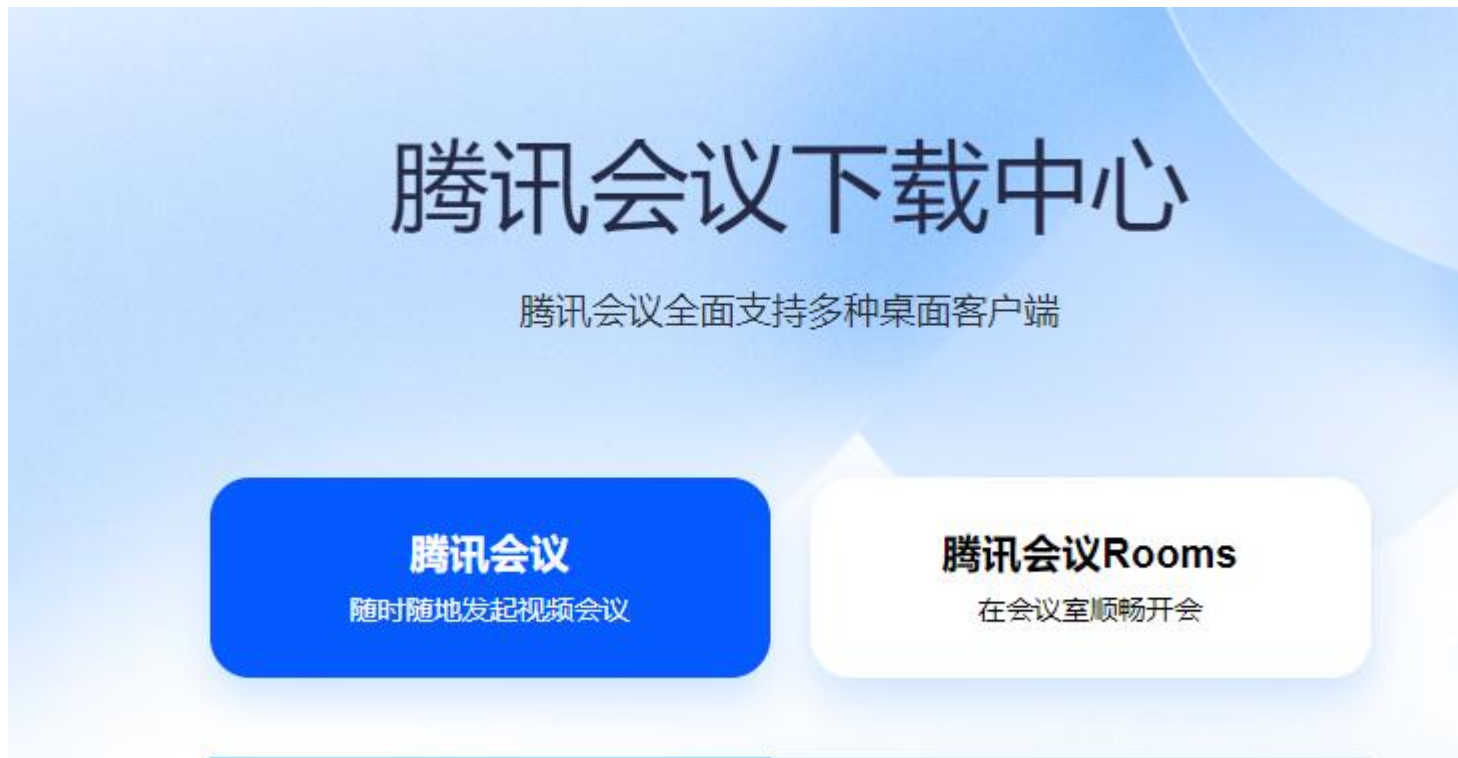 腾讯会议下载中心
腾讯会议全面支持多种桌面客户端
腾讯会议
随时随地发起视频会议
腾讯会议Rooms
在会议室顺畅开会